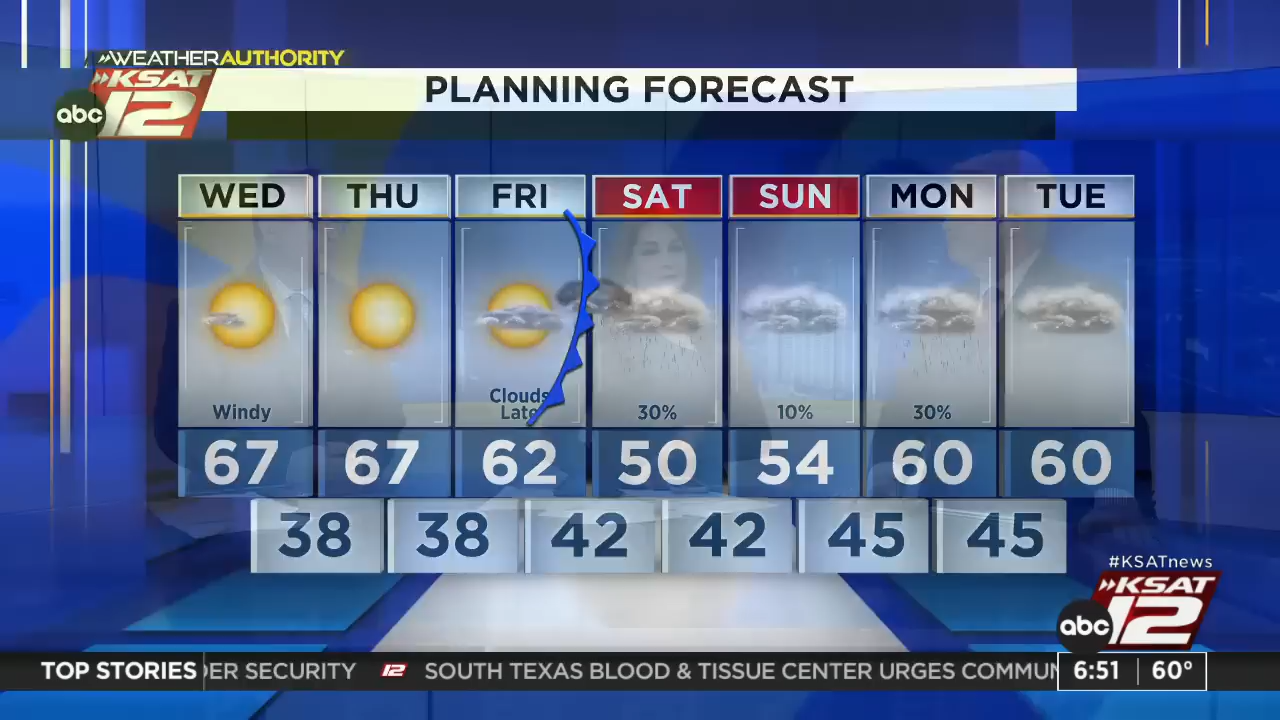 WEATHERAUTHORITY
KSAT
abc 12
PLANNING FORECAST
WED THU FRI SAT SUN MON TUE
Windy
Clouds
Late
30% 10% 30%
67 67 62 50 54 60 60
38 38 42 42 45 45
#KSATnews
KSAT
abc 12
TOP STORIES DER SECURITY 12 SOUTH TEXAS BLOOD & TISSUE CENTER URGES COMMUN 6:51 60°